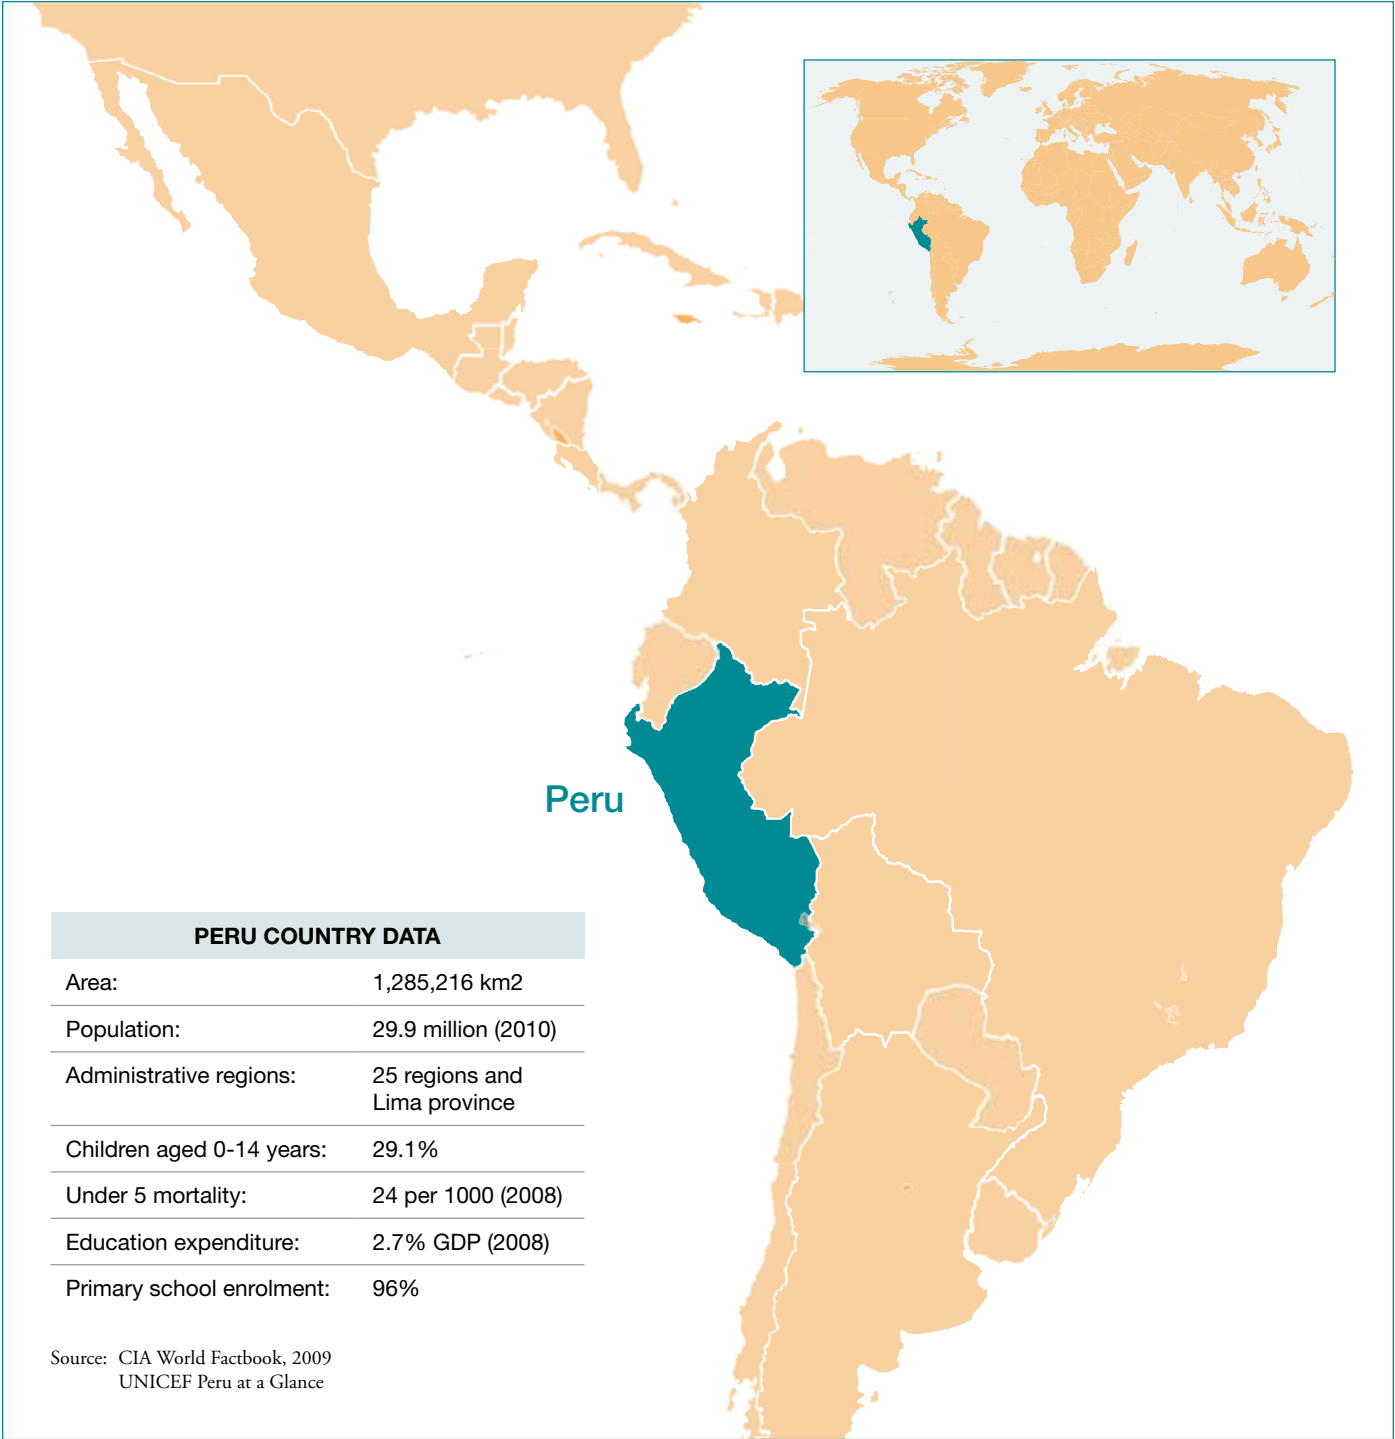 Peru
PERU COUNTRY DATA
Area: 1,285,216 km2
Population: 29.9 million (2010)
Administrative regions: 25 regions and
Lima province
Children aged 0-14 years: 29.1%
Under 5 mortality: 24 per 1000 (2008)
Education expenditure: 2.7% GDP (2008)
Primary school enrolment: 96%
Source: CIA World Factbook, 2009
UNICEF Peru at a Glance